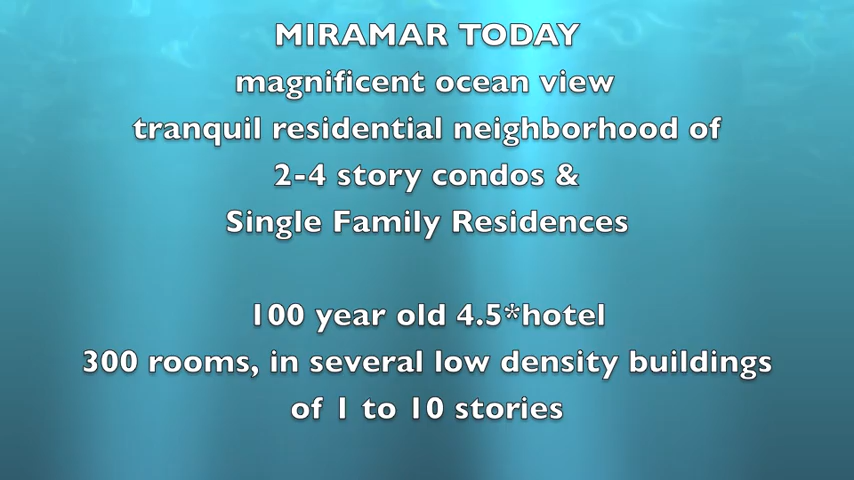 MIRAMAR TODAY
magnificent ocean view
tranquil residential neighborhood of
2-4 story condos &
Single Family Residences
100 year old 4.5*hotel
300 rooms, in several low density buildings
of 1 to 10 stories